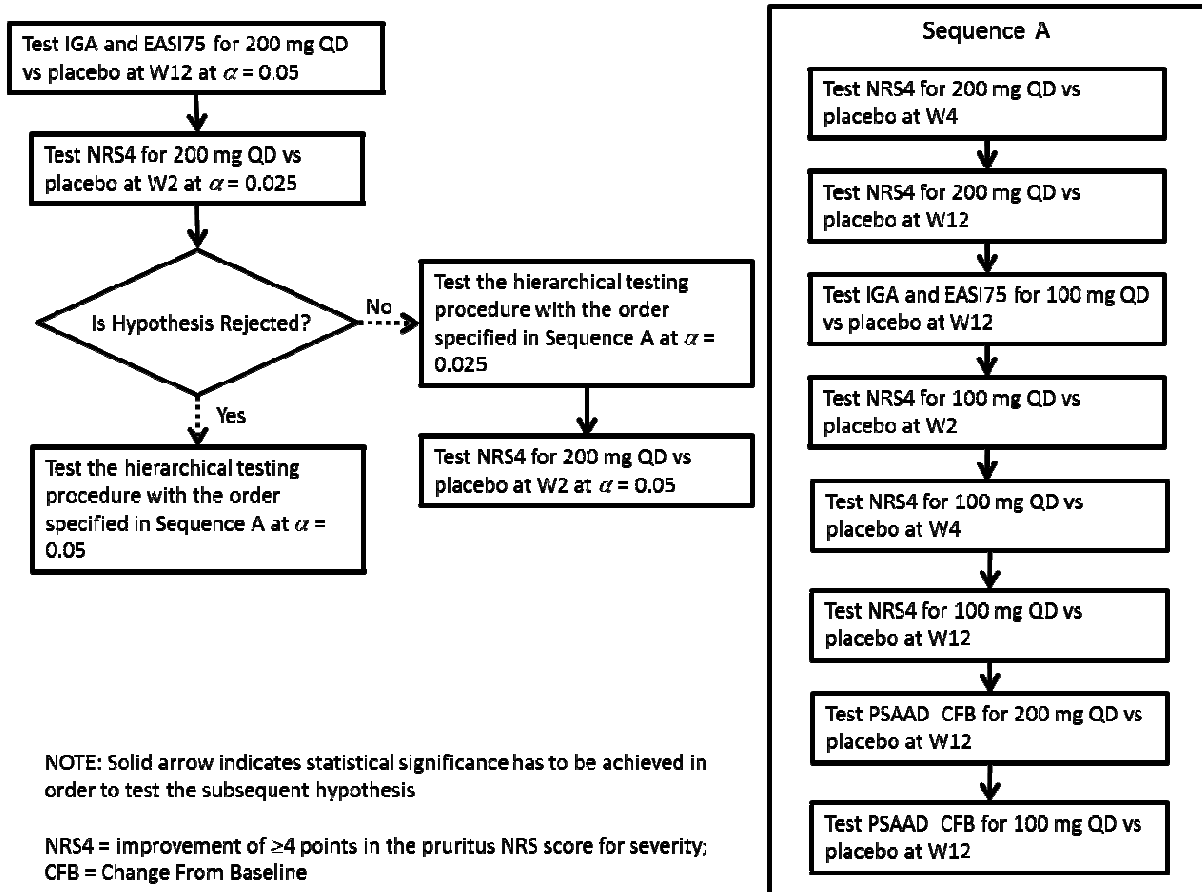 Test IGA and EASI75 for 200 mg QD
vs placebo at W12 at α = 0.05
Test NRS4 for 200 mg QD vs
placebo at W2 at α = 0.025
Is Hypothesis Rejected?
No
Yes
Test the hierarchical testing
procedure with the order
specified in Sequence A at α =
0.025
Test NRS4 for 200 mg QD vs
placebo at W2 at α = 0.05
Test the hierarchical testing
procedure with the order
specified in Sequence A at α =
0.05
NOTE: Solid arrow indicates statistical significance has to be achieved in
order to test the subsequent hypothesis
NRS4 = improvement of ≥4 points in the pruritus NRS score for severity;
CFB = Change From Baseline
Sequence A
Test NRS4 for 200 mg QD vs
placebo at W4
Test NRS4 for 200 mg QD vs
placebo at W12
Test IGA and EASI75 for 100 mg QD
vs placebo at W12
Test NRS4 for 100 mg QD vs
placebo at W2
Test NRS4 for 100 mg QD vs
placebo at W4
Test NRS4 for 100 mg QD vs
placebo at W12
Test PSAAD CFB for 200 mg QD vs
placebo at W12
Test PSAAD CFB for 100 mg QD vs
placebo at W12